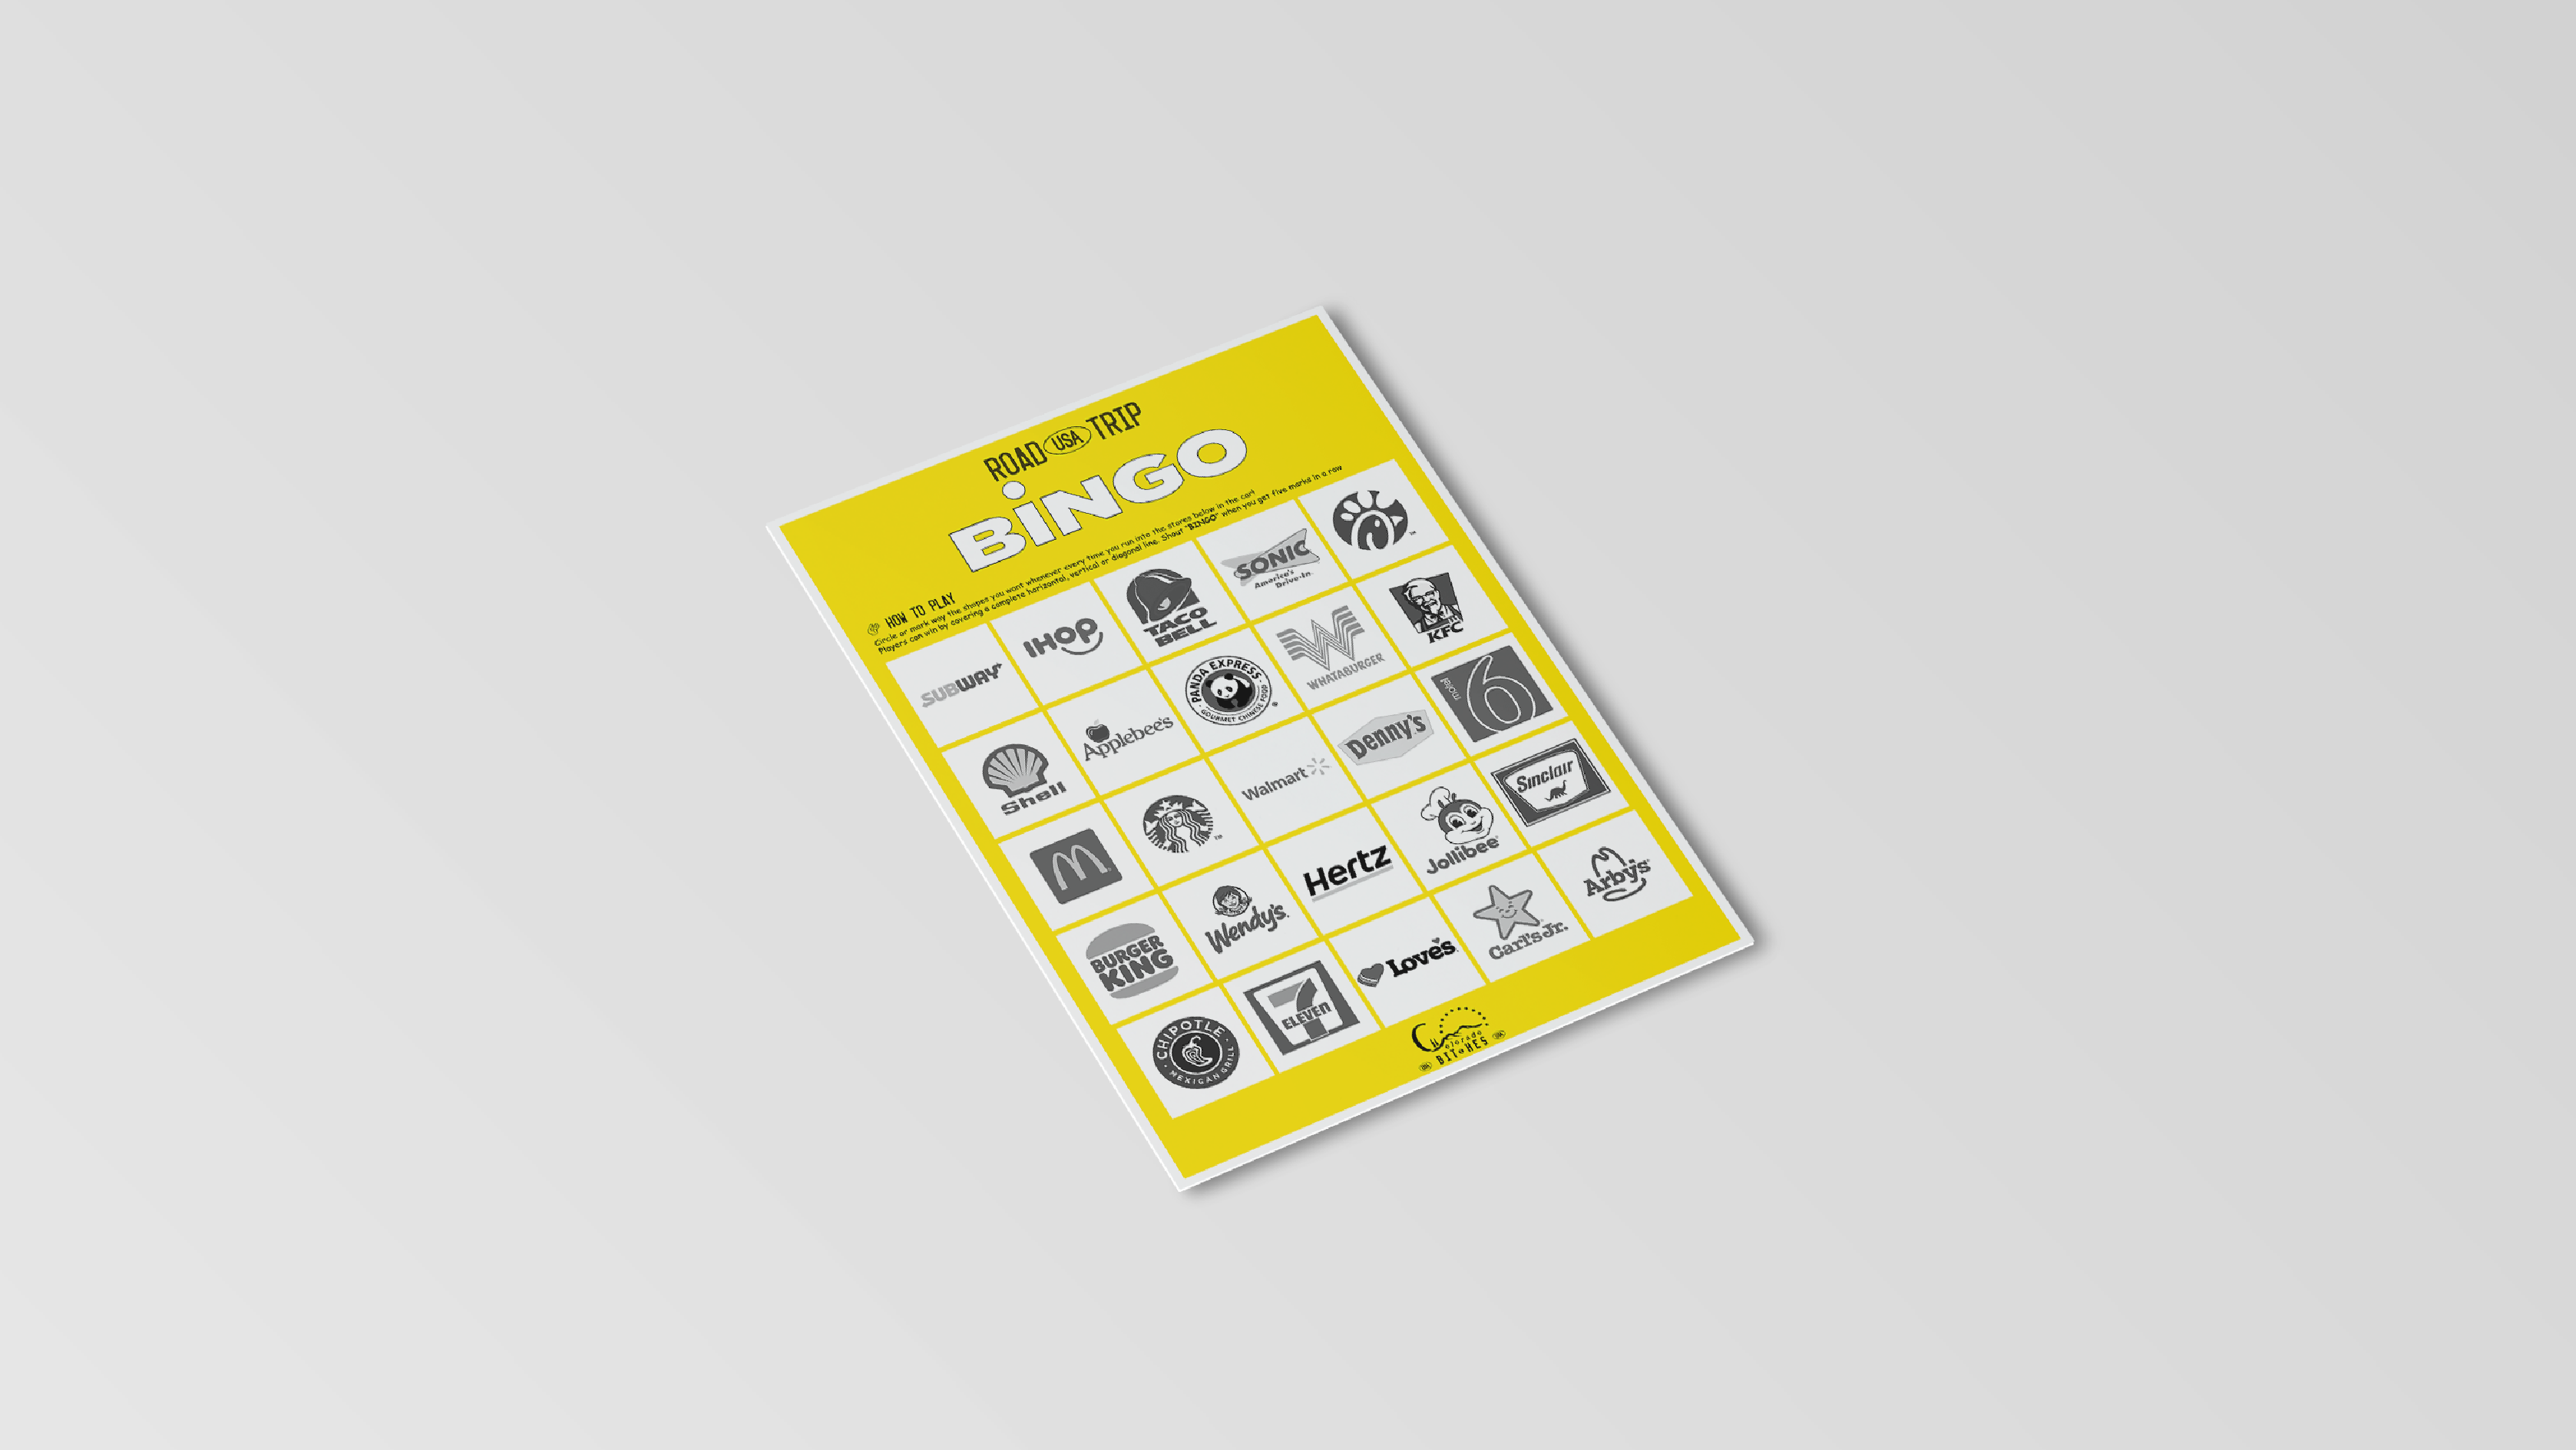 ROAD USA TRIP
BiNGO
HOW TO PLAY
Circle or mark way the shapes you want whenever every time you run into the stores below in the cart
Players can win by covering a complete horizontal, vertical or diagonal line. Shout "BINGO" when you get five marks in a row
SUBWAY
IHOP
TACO
BELL
SONIC
America's
Drive-In.
™
Shell
Applebee's
PANDA EXPRESS
GOURMET CHINESE FOOD
®
WHATABURGER
KFC
M
™
Walmart
Denny's
motel
6
BURGER
KING
Wendy's
Hertz
Jollibee
Sinclair
CHIPOTLE
MEXICAN GRILL
7
ELEVEn
Love's
Carl's Jr.
Arby's
Colorado
BITcHES